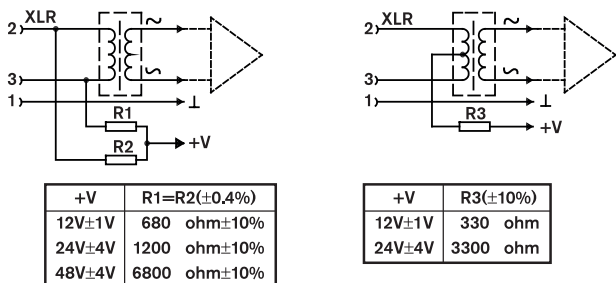 XLR
2
3
1
R1
R2
+V
⊥
+V R1=R2(±0.4%)
12V±1V 680 ohm±10%
24V±4V 1200 ohm±10%
48V±4V 6800 ohm±10%
XLR
2
3
1
R3
+V
⊥
+V R3(±10%)
12V±1V 330 ohm
24V±4V 3300 ohm